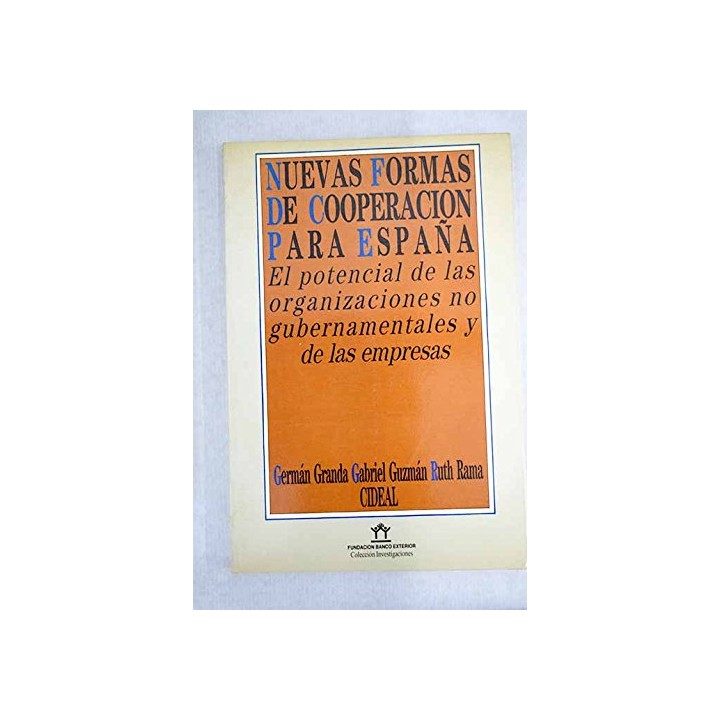 NUEVAS FORMAS
DE COOPERACION
PARA ESPAÑA
El potencial de las
organizaciones no
gubernamentales y
de las empresas
Germán Granda Gabriel Guzmán Ruth Rama
CIDEAL
FUNDACION BANCO EXTERIOR
Colección Investigaciones